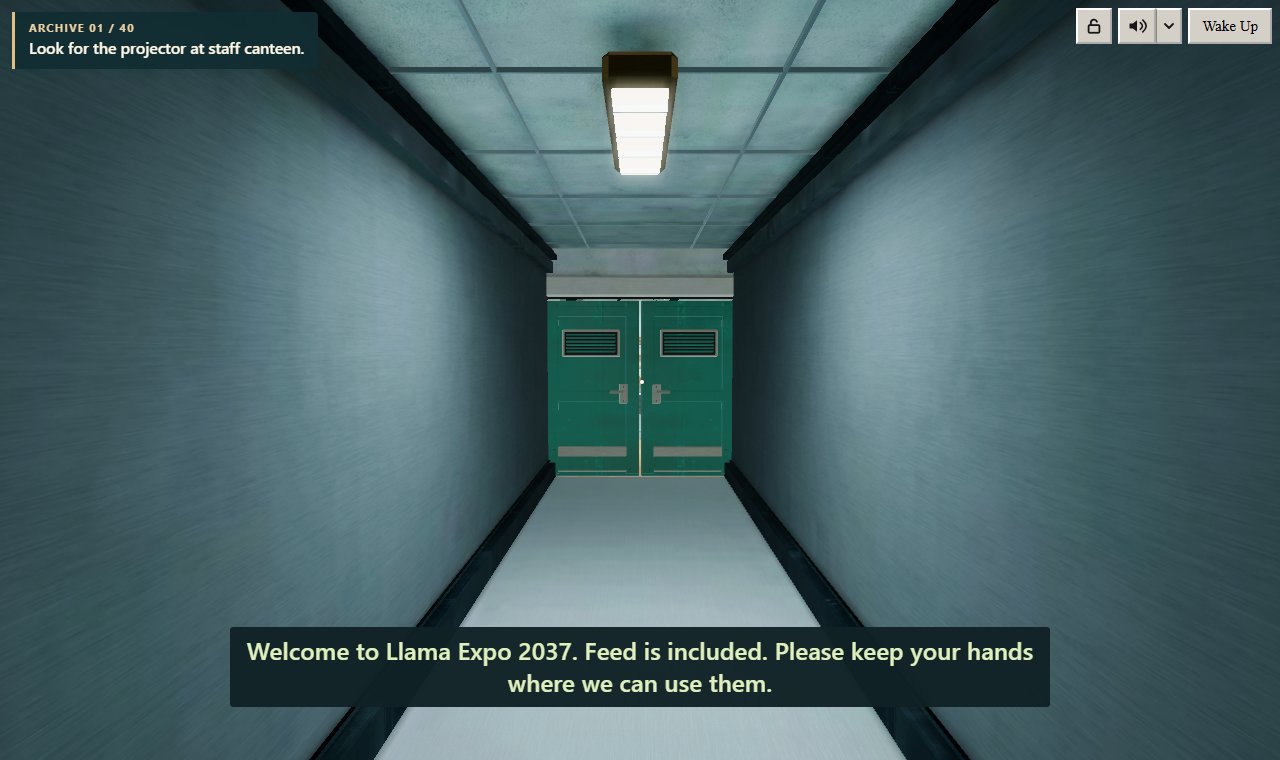 ARCHIVE 01 / 40
Look for the projector at staff canteen.
Wake Up
Welcome to Llama Expo 2037. Feed is included. Please keep your hands
where we can use them.